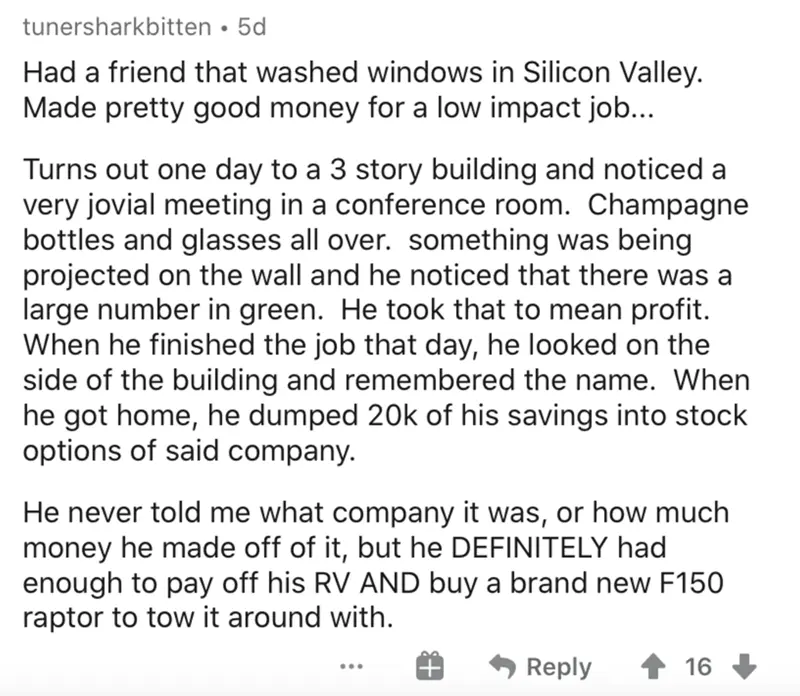 tunersharkbitten • 5d
Had a friend that washed windows in Silicon Valley.
Made pretty good money for a low impact job...
Turns out one day to a 3 story building and noticed a
very jovial meeting in a conference room.  Champagne
bottles and glasses all over.  something was being
projected on the wall and he noticed that there was a
large number in green.  He took that to mean profit.
When he finished the job that day, he looked on the
side of the building and remembered the name.  When
he got home, he dumped 20k of his savings into stock
options of said company.
He never told me what company it was, or how much
money he made off of it, but he DEFINITELY had
enough to pay off his RV AND buy a brand new F150
raptor to tow it around with.
... Reply 16